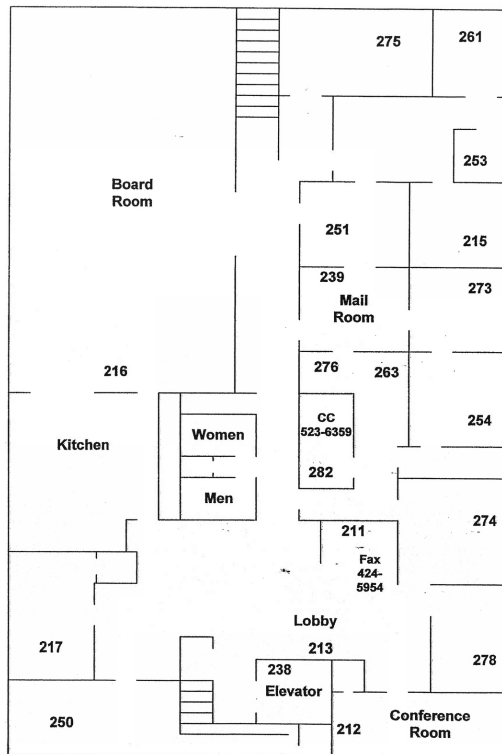 275
261
253
Board
Room
251
215
239
273
Mail
Room
216
276
263
CC
523-6359
254
Women
Kitchen
282
Men
274
211
Fax
424-
5954
Lobby
213
217
238
278
Elevator
250
212
Conference
Room